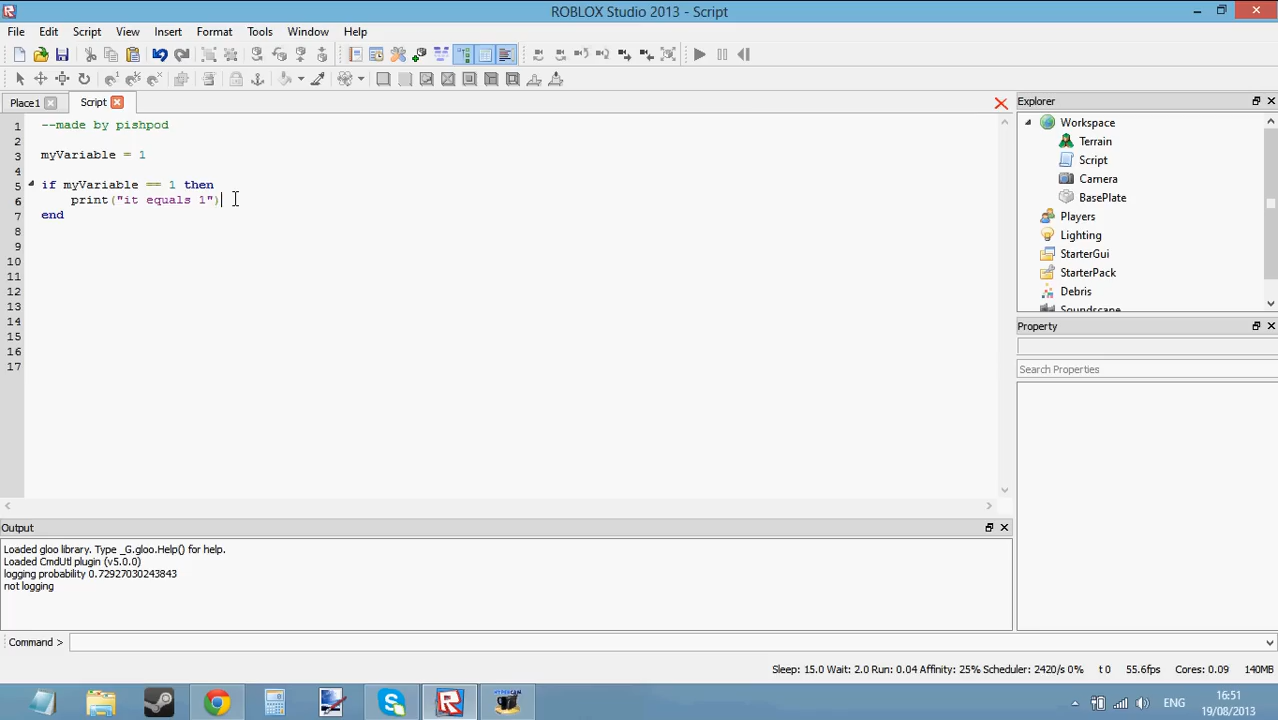 ROBLOX Studio 2013 - Script
File Edit Script View Insert Format Tools Window Help
Place1 Script
1 --made by pishpod
2
3 myVariable = 1
4
5 if myVariable == 1 then
6 print("it equals 1")
7 end
8
9
10
11
12
13
14
15
16
17
Explorer
Workspace
Terrain
Script
Camera
BasePlate
Players
Lighting
StarterGui
StarterPack
Debris
Soundscape
Property
Search Properties
Output
Loaded gloo library. Type _G.gloo.Help() for help.
Loaded CmdUtl plugin (v5.0.0)
logging probability 0.72927030243843
not logging
Command >
Sleep: 15.0 Wait: 2.0 Run: 0.04 Affinity: 25% Scheduler: 2420/s 0% t 0 55.6fps Cores: 0.09 140MB
ENG 16:51
19/08/2013